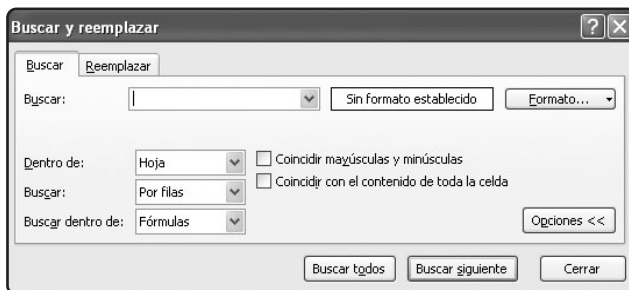 Buscar y reemplazar
Buscar Reemplazar
Buscar: Sin formato establecido Formato...
Dentro de: Hoja Coincidir mayúsculas y minúsculas
Buscar: Por filas Coincidir con el contenido de toda la celda
Buscar dentro de: Fórmulas Opciones <<
Buscar todos Buscar siguiente Cerrar